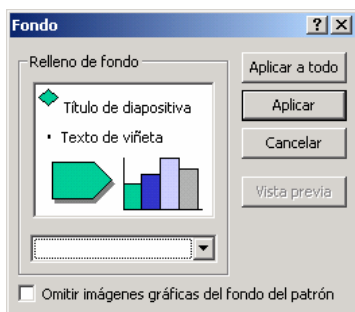 Fondo
Relleno de fondo
Título de diapositiva
Texto de viñeta
Aplicar a todo
Aplicar
Cancelar
Vista previa
Omitir imágenes gráficas del fondo del patrón